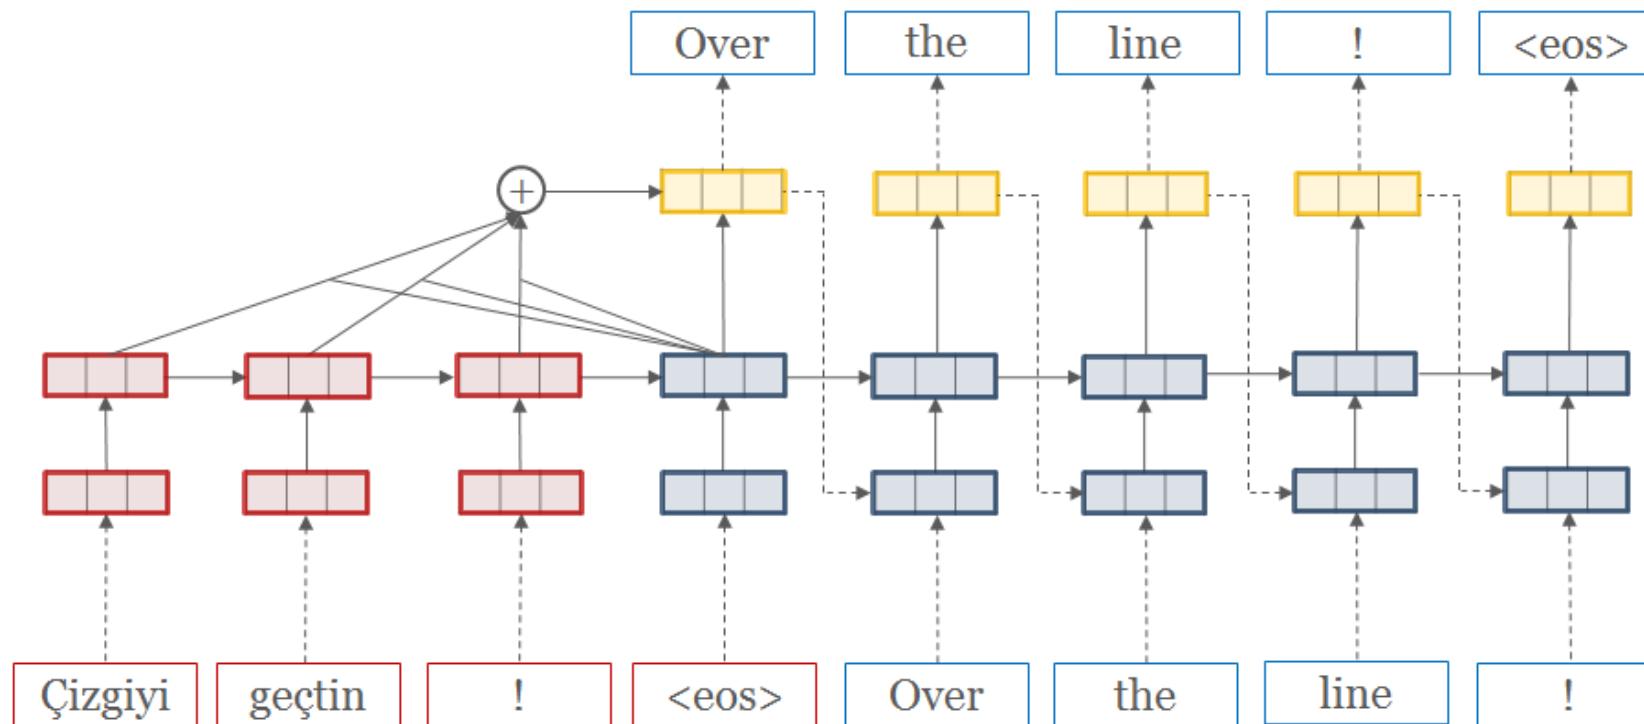 Over the line ! <eos>
+
Çizgiyi geçtin ! <eos> Over the line !